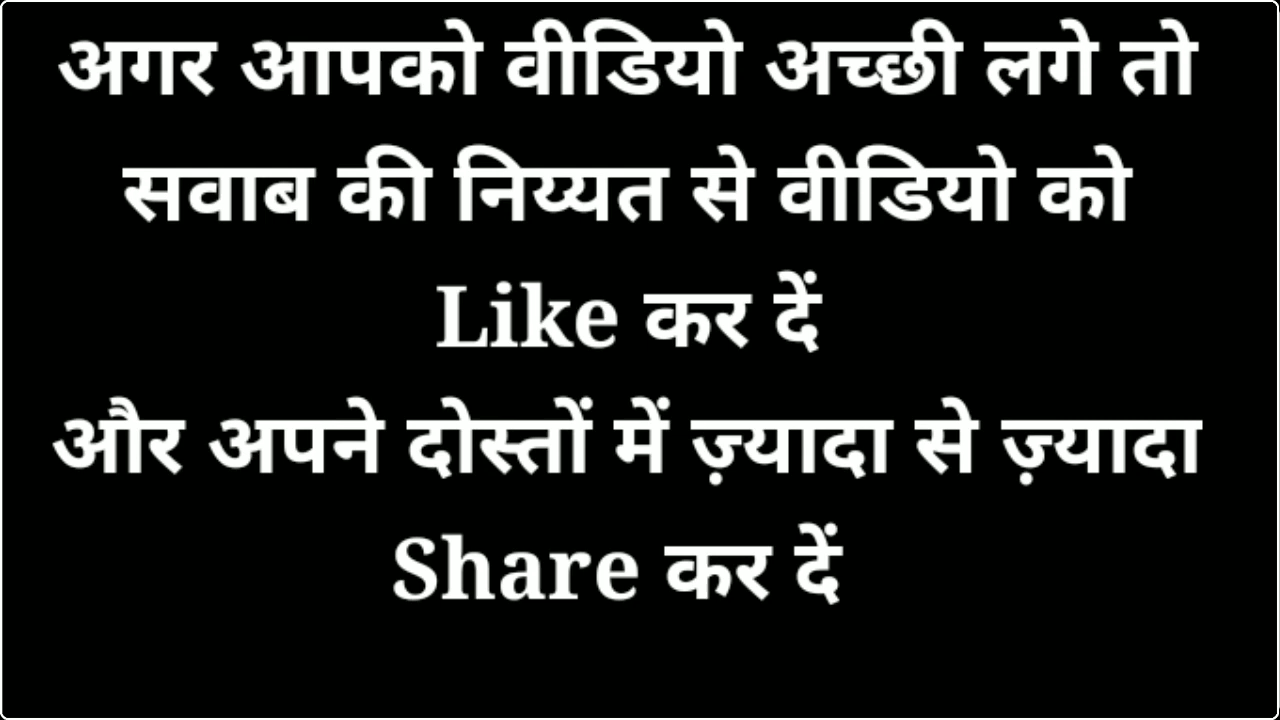 अगर आपको वीडियो अच्छी लगे तो
सवाब की निय्यत से वीडियो को
Like कर दें
और अपने दोस्तों में ज़्यादा से ज़्यादा
Share कर दें